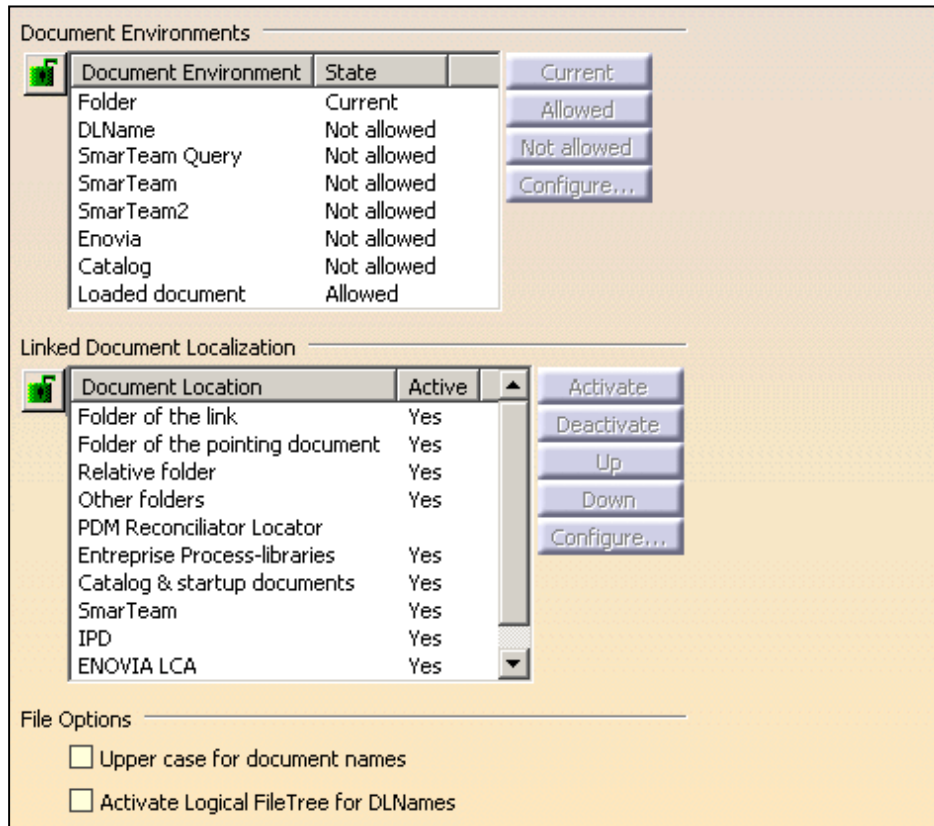 Document Environments
Document Environment State
Folder Current
DLName Not allowed
SmarTeam Query Not allowed
SmarTeam Not allowed
SmarTeam2 Not allowed
Enovia Not allowed
Catalog Not allowed
Loaded document Allowed
Current
Allowed
Not allowed
Configure...
Linked Document Localization
Document Location Active
Folder of the link Yes
Folder of the pointing document Yes
Relative folder Yes
Other folders Yes
PDM Reconciliator Locator
Entreprise Process-libraries Yes
Catalog & startup documents Yes
SmarTeam Yes
IPD Yes
ENOVIA LCA Yes
Activate
Deactivate
Up
Down
Configure...
File Options
Upper case for document names
Activate Logical FileTree for DLNames